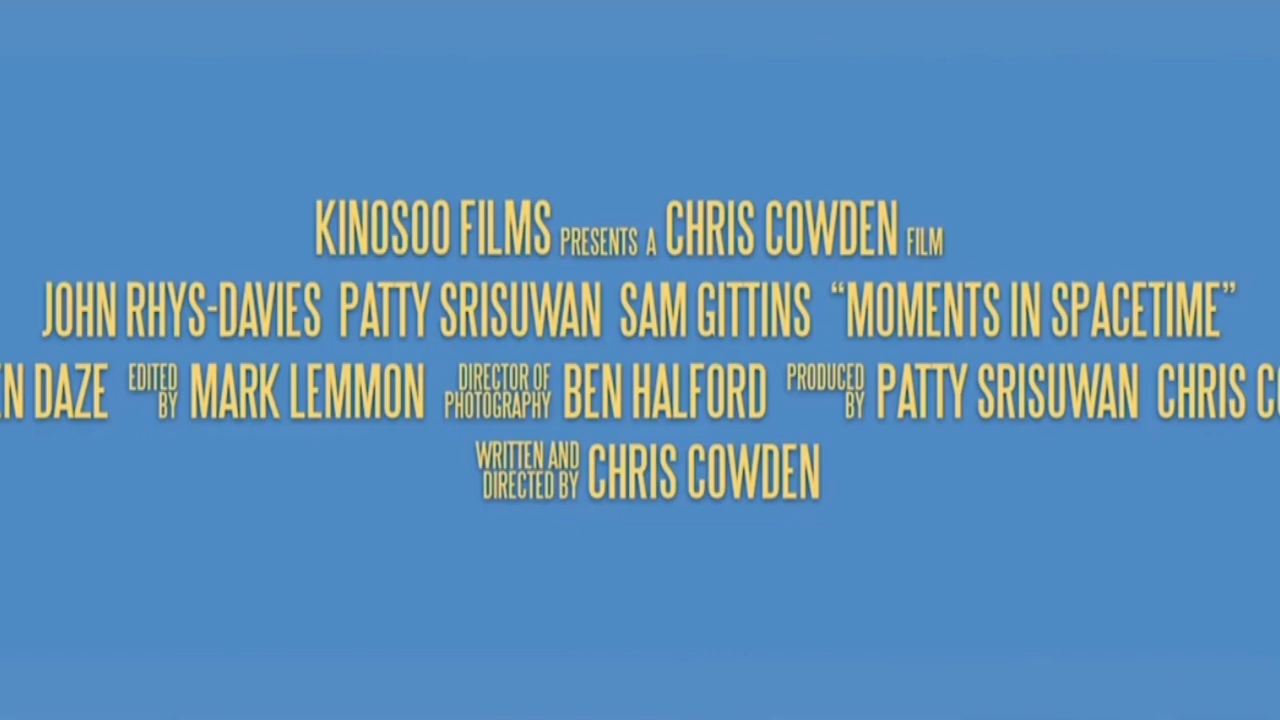 KINOSOO FILMS PRESENTS A CHRIS COWDEN FILM
JOHN RHYS-DAVIES PATTY SRISUWAN SAM GITTINS “MOMENTS IN SPACETIME”
DAZE EDITED BY MARK LEMMON DIRECTOR OF PHOTOGRAPHY BEN HALFORD PRODUCED BY PATTY SRISUWAN CHRIS
WRITTEN AND DIRECTED BY CHRIS COWDEN